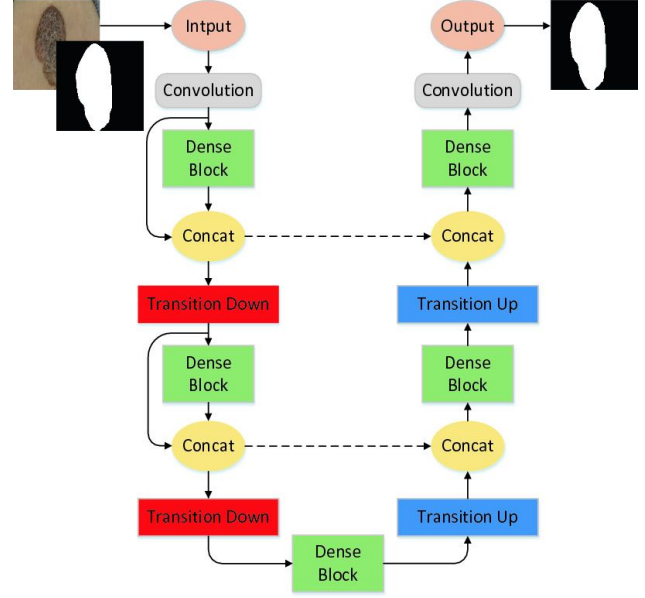 Intput
Output
Convolution
Convolution
Dense
Block
Dense
Block
Concat
Concat
Transition Down
Transition Up
Dense
Block
Dense
Block
Concat
Concat
Transition Down
Transition Up
Dense
Block